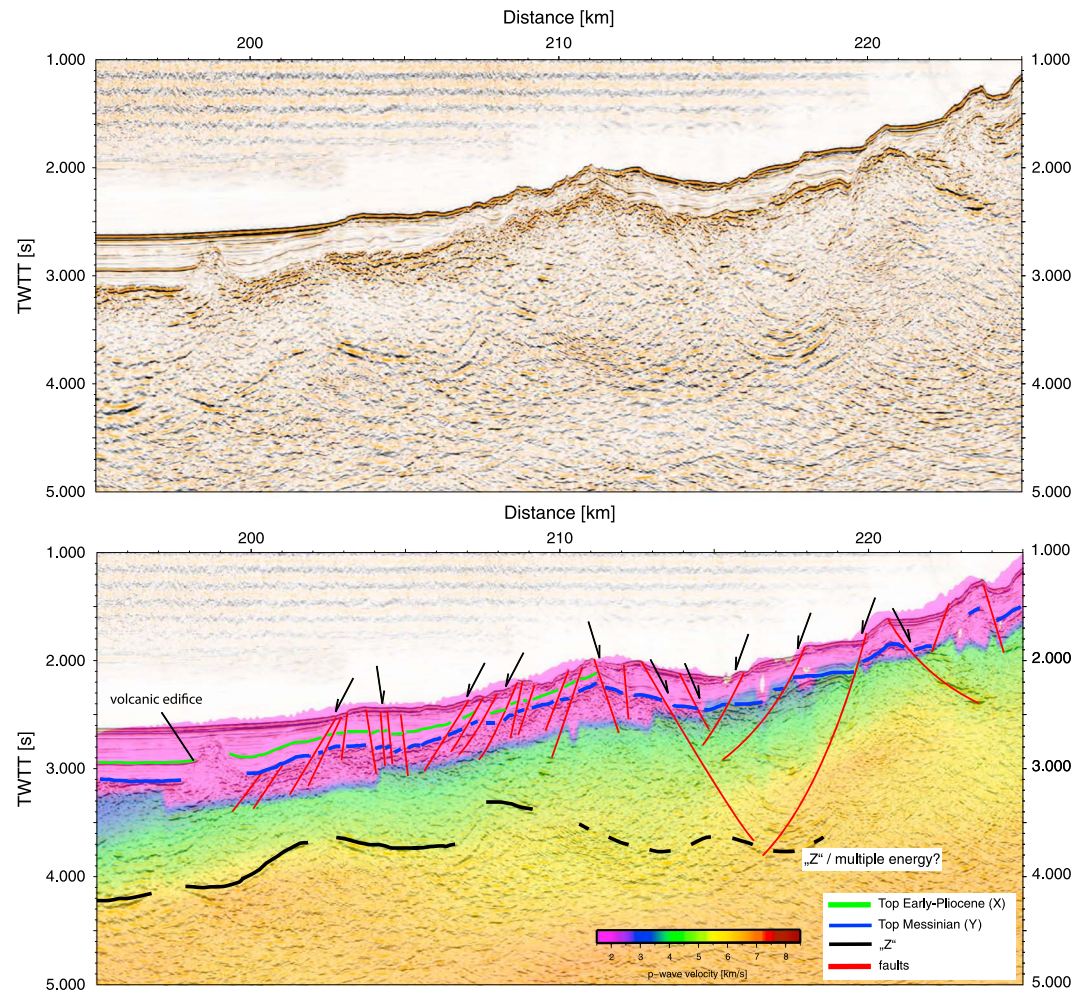 Distance [km]
200 210 220
1.000 1.000
2.000 2.000
TWTT [s]
3.000 3.000
4.000 4.000
5.000 5.000
Distance [km]
200 210 220
1.000 1.000
2.000 2.000
volcanic edifice
TWTT [s]
3.000 3.000
„Z“ / multiple energy?
4.000 4.000
Top Early-Pliocene (X)
Top Messinian (Y)
„Z“
2 3 4 5 6 7 8
faults
p-wave velocity [km/s]
5.000 5.000